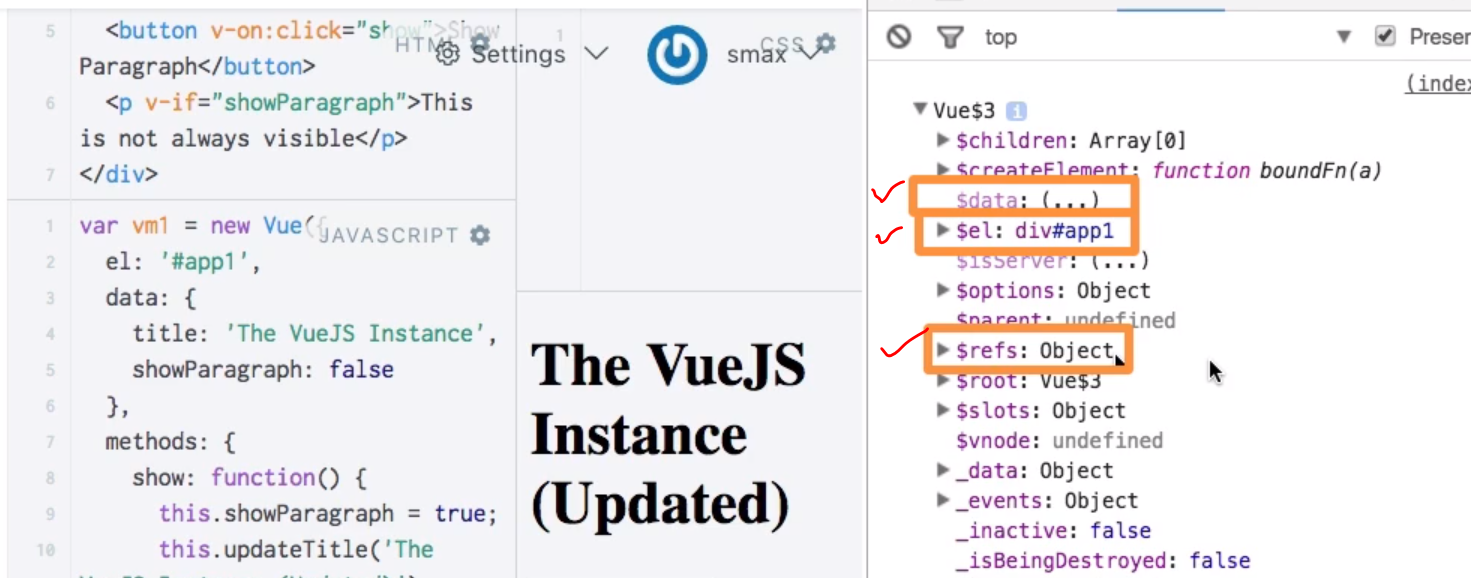 5 <button v-on:click="show">Show
Paragraph</button>
6 <p v-if="showParagraph">This
is not always visible</p>
7 </div>
HTML
Settings
1
smax
CSS
1 var vm1 = new Vue({
JAVASCRIPT
2 el: '#app1',
3 data: {
4 title: 'The VueJS Instance',
5 showParagraph: false
6 },
7 methods: {
8 show: function() {
9 this.showParagraph = true;
10 this.updateTitle('The
The VueJS
Instance
(Updated)
top
Preser
(index
Vue$3 i
$children: Array[0]
$createElement: function boundFn(a)
$data: (...)
$el: div#app1
$isServer: (...)
$options: Object
$parent: undefined
$refs: Object
$root: Vue$3
$slots: Object
$vnode: undefined
_data: Object
_events: Object
_inactive: false
_isBeingDestroyed: false